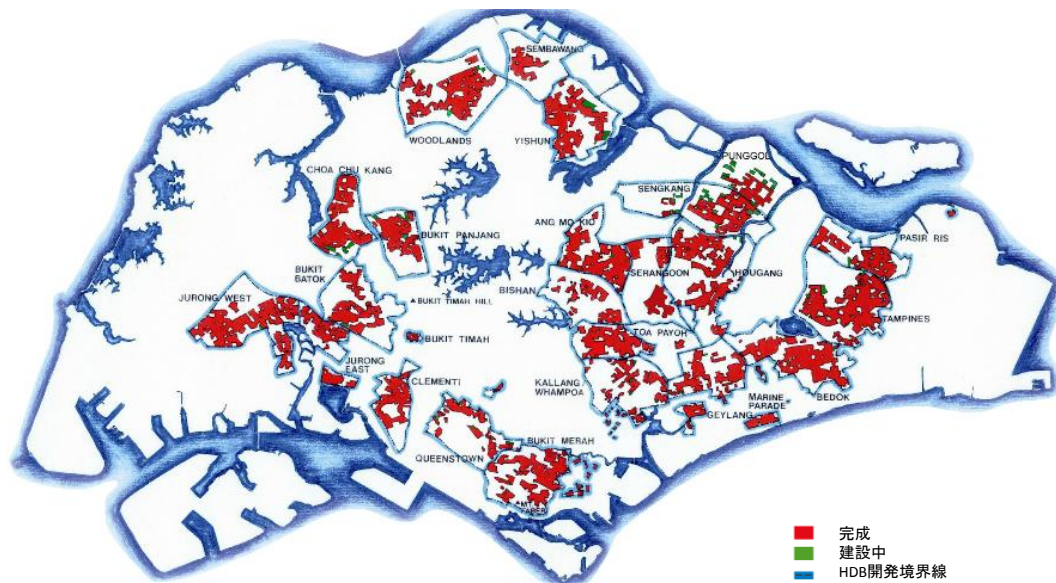 SEMBAWANG
WOODLANDS
YISHUN
PUNGGOL
CHOA CHU KANG
SENGKANG
ANG MO KIO
BUKIT PANJANG
PASIR RIS
SERANGOON
HOUGANG
BUKIT
BATOK
BISHAN
JURONG WEST
BUKIT TIMAH HILL
TAMPINES
TOA PAYOH
BUKIT TIMAH
JURONG
EAST
CLEMENTI
KALLANG
WHAMPOA
MARINE
PARADE
BEDOK
GEYLANG
BUKIT MERAH
QUEENSTOWN
MT
FABER
完成
建設中
HDB開発境界線